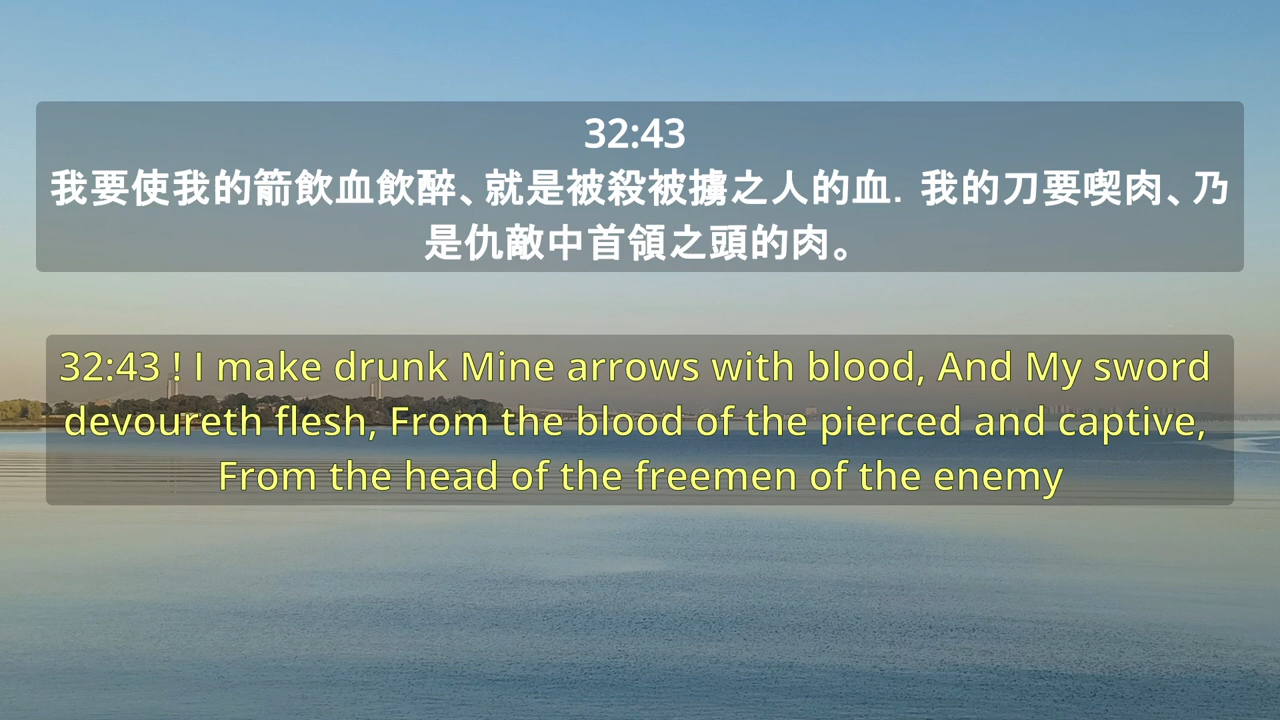 32:43
我要使我的箭飲血飲醉、就是被殺被擄之人的血．我的刀要喫肉、乃
是仇敵中首領之頭的肉。
32:43 ! I make drunk Mine arrows with blood, And My sword
devoureth flesh, From the blood of the pierced and captive,
From the head of the freemen of the enemy